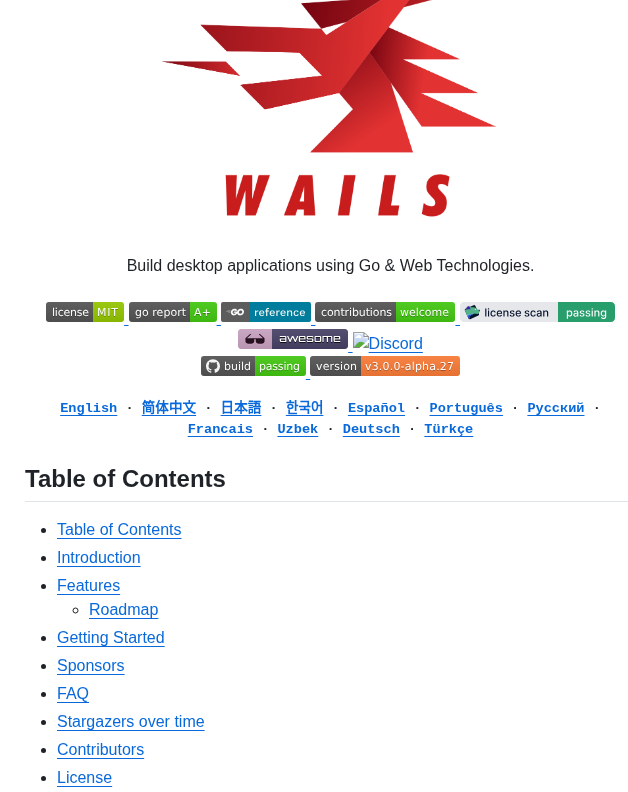 WAILS
Build desktop applications using Go & Web Technologies.
license MIT go report A+ GO reference contributions welcome license scan passing
awesome Discord
build passing version v3.0.0-alpha.27
English · 简体中文 · 日本語 · 한국어 · Español · Português · Русский ·
Francais · Uzbek · Deutsch · Türkçe
Table of Contents
• Table of Contents
• Introduction
• Features
◦ Roadmap
• Getting Started
• Sponsors
• FAQ
• Stargazers over time
• Contributors
• License